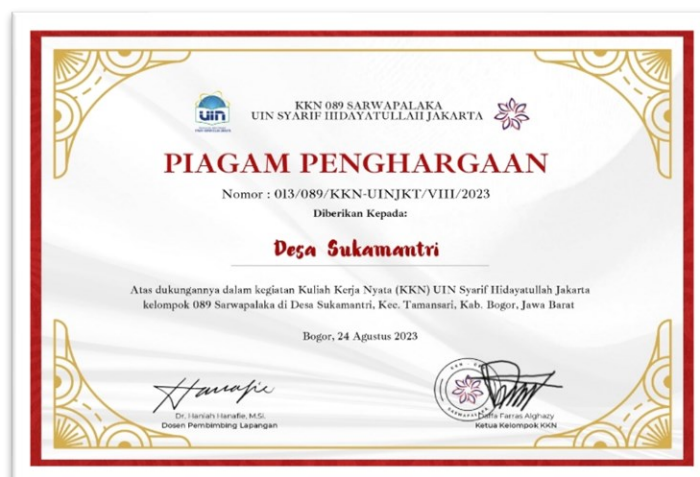 KKN 089 SARWAPALAKA
UIN SYARIF HIDAYATULLAH JAKARTA
uin
PIAGAM PENGHARGAAN
Nomor : 013/089/KKN-UINJKT/VIII/2023
Diberikan Kepada:
Desa Sukamantri
Atas dukungannya dalam kegiatan Kuliah Kerja Nyata (KKN) UIN Syarif Hidayatullah Jakarta
kelompok 089 Sarwapalaka di Desa Sukamantri, Kec. Tamansari, Kab. Bogor, Jawa Barat
Bogor, 24 Agustus 2023
Dr. Haniah Hanafie, M.Si.
Dosen Pembimbing Lapangan
Farras Alghazy
Ketua Kelompok KKN
SARWAPALAKA